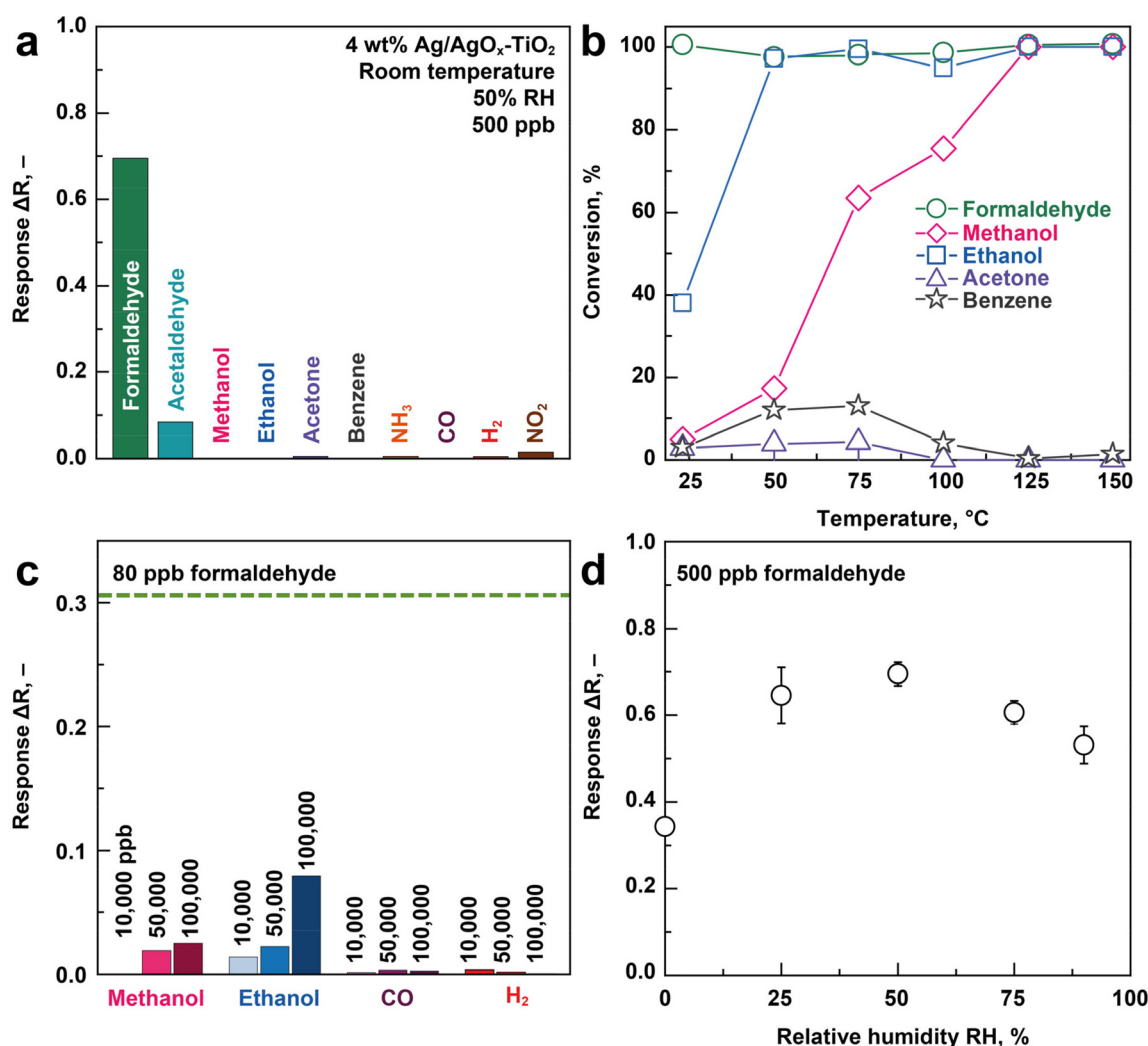 a
4 wt% Ag/AgOₓ-TiO₂
Room temperature
50% RH
500 ppb
1.0
0.8
0.6
0.4
0.2
0.0
Response ΔR, –
Formaldehyde
Acetaldehyde
Methanol
Ethanol
Acetone
Benzene
NH₃
CO
H₂
NO₂
b
100
80
60
40
20
0
Conversion, %
Formaldehyde
Methanol
Ethanol
Acetone
Benzene
25
50
75
100
125
150
Temperature, °C
c
80 ppb formaldehyde
0.3
0.2
0.1
0.0
Response ΔR, –
10,000 ppb
50,000
100,000
10,000
50,000
100,000
10,000
50,000
100,000
10,000
50,000
100,000
Methanol
Ethanol
CO
H₂
d
500 ppb formaldehyde
1.0
0.8
0.6
0.4
0.2
0.0
Response ΔR, –
0
25
50
75
100
Relative humidity RH, %